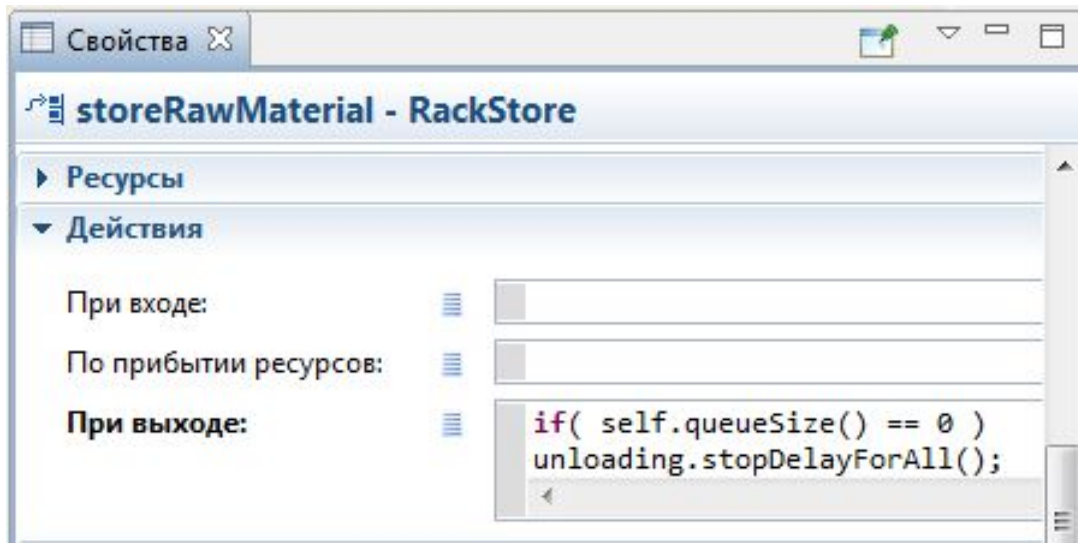 Свойства
storeRawMaterial - RackStore
Ресурсы
Действия
При входе:
По прибытии ресурсов:
При выходе:
if( self.queueSize() == 0 )
unloading.stopDelayForAll();